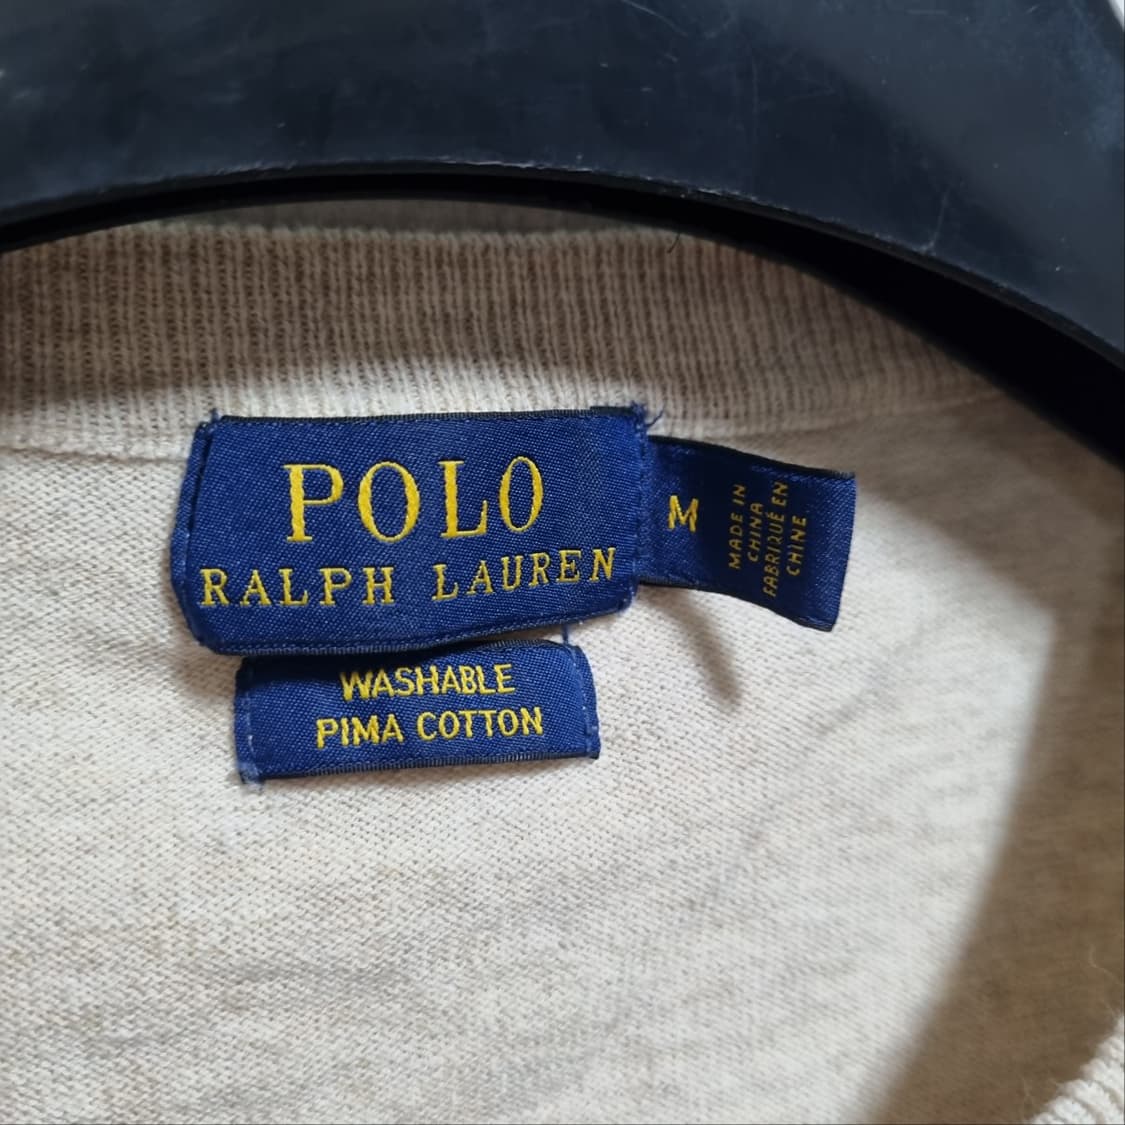 POLO
RALPH LAUREN
M
MADE IN
CHINA
FABRIQUÉ EN
CHINE
WASHABLE
PIMA COTTON